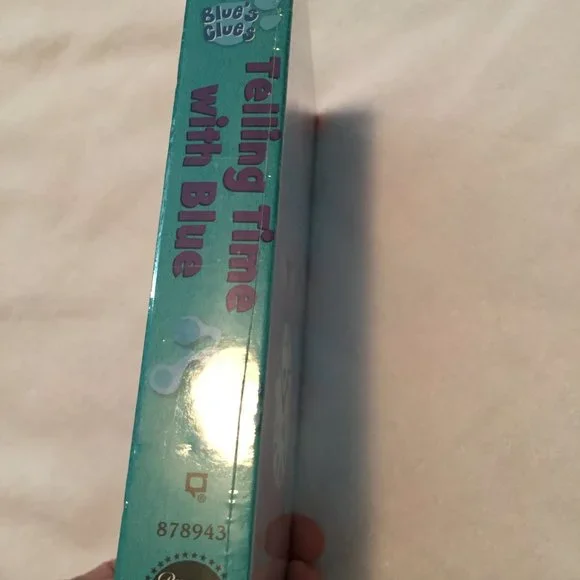 Blue's
Clues
Telling Time
with Blue
878943